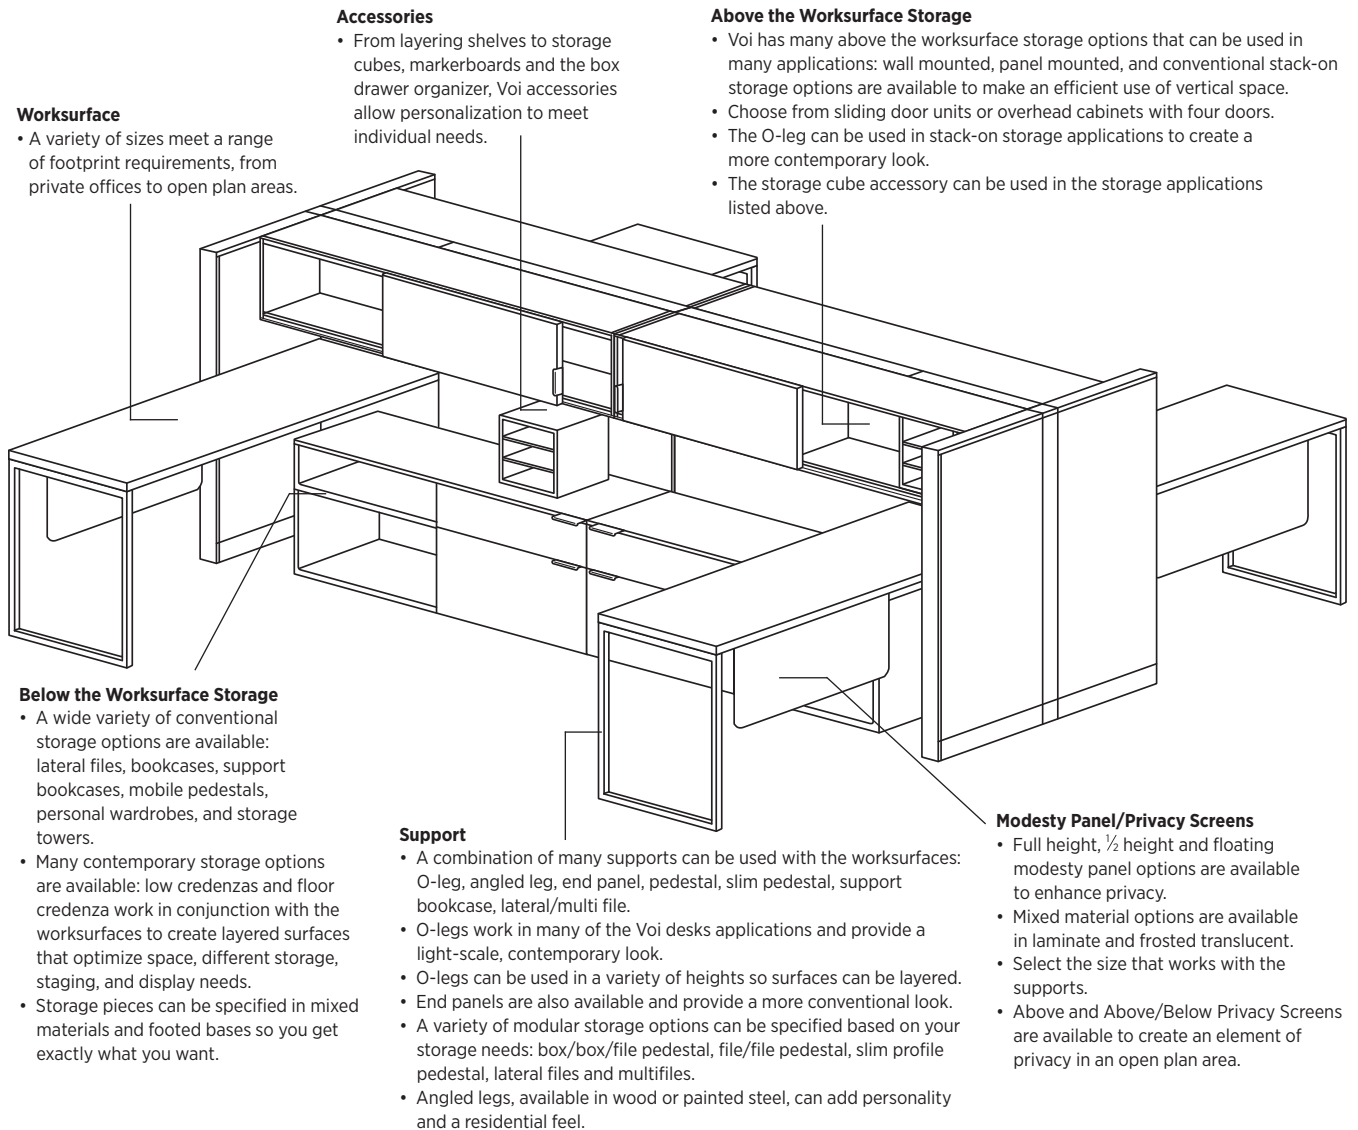 Accessories
• From layering shelves to storage
cubes, markerboards and the box
drawer organizer, Voi accessories
allow personalization to meet
individual needs.
Above the Worksurface Storage
• Voi has many above the worksurface storage options that can be used in
many applications: wall mounted, panel mounted, and conventional stack-on
storage options are available to make an efficient use of vertical space.
• Choose from sliding door units or overhead cabinets with four doors.
• The O-leg can be used in stack-on storage applications to create a
more contemporary look.
• The storage cube accessory can be used in the storage applications
listed above.
Worksurface
• A variety of sizes meet a range
of footprint requirements, from
private offices to open plan areas.
Below the Worksurface Storage
• A wide variety of conventional
storage options are available:
lateral files, bookcases, support
bookcases, mobile pedestals,
personal wardrobes, and storage
towers.
• Many contemporary storage options
are available: low credenzas and floor
credenza work in conjunction with the
worksurfaces to create layered surfaces
that optimize space, different storage,
staging, and display needs.
• Storage pieces can be specified in mixed
materials and footed bases so you get
exactly what you want.
Support
• A combination of many supports can be used with the worksurfaces:
O-leg, angled leg, end panel, pedestal, slim pedestal, support
bookcase, lateral/multi file.
• O-legs work in many of the Voi desks applications and provide a
light-scale, contemporary look.
• O-legs can be used in a variety of heights so surfaces can be layered.
• End panels are also available and provide a more conventional look.
• A variety of modular storage options can be specified based on your
storage needs: box/box/file pedestal, file/file pedestal, slim profile
pedestal, lateral files and multifiles.
• Angled legs, available in wood or painted steel, can add personality
and a residential feel.
Modesty Panel/Privacy Screens
• Full height, ½ height and floating
modesty panel options are available
to enhance privacy.
• Mixed material options are available
in laminate and frosted translucent.
• Select the size that works with the
supports.
• Above and Above/Below Privacy Screens
are available to create an element of
privacy in an open plan area.